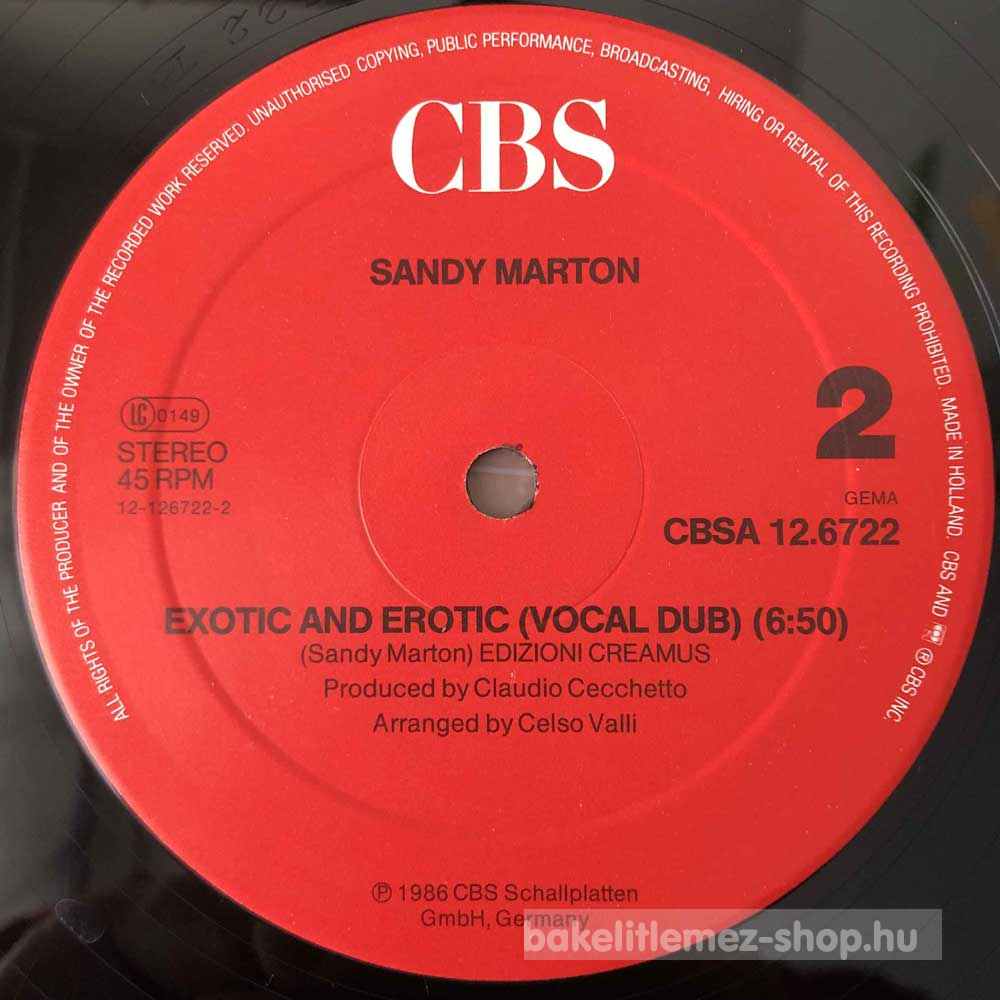 CBS
SANDY MARTON
LC 0149
STEREO
45 RPM
12-126722-2
2
GEMA
CBSA 12.6722
EXOTIC AND EROTIC (VOCAL DUB) (6:50)
(Sandy Marton) EDIZIONI CREAMUS
Produced by Claudio Cecchetto
Arranged by Celso Valli
℗ 1986 CBS Schallplatten
GmbH, Germany
ALL RIGHTS OF THE PRODUCER AND OF THE OWNER OF THE RECORDED WORK RESERVED. UNAUTHORISED COPYING, PUBLIC PERFORMANCE, BROADCASTING, HIRING OR RENTAL OF THIS RECORDING PROHIBITED. MADE IN HOLLAND. CBS AND ® CBS INC.
bakelitlemez-shop.hu